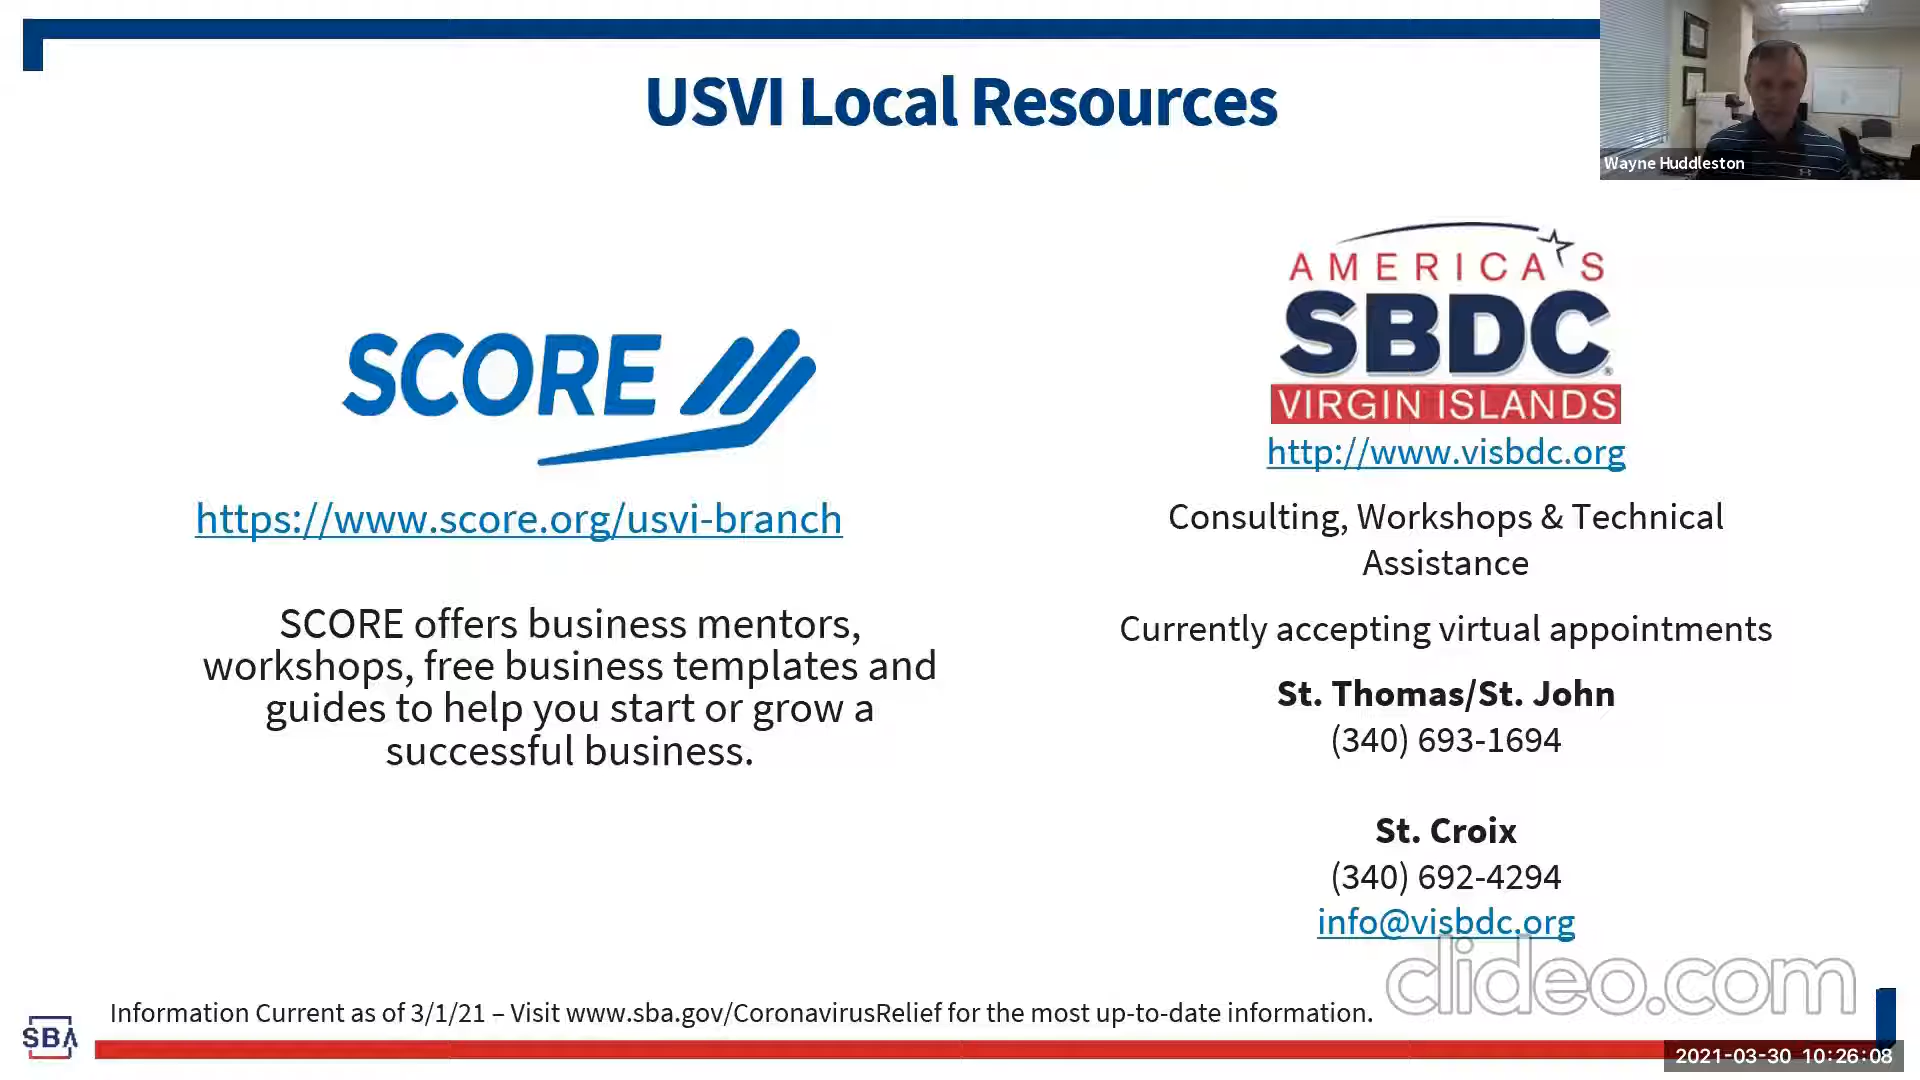 USVI Local Resources
Wayne Huddleston
SCORE
https://www.score.org/usvi-branch
SCORE offers business mentors,
workshops, free business templates and
guides to help you start or grow a
successful business.
AMERICA'S
SBDC
VIRGIN ISLANDS
http://www.visbdc.org
Consulting, Workshops & Technical
Assistance
Currently accepting virtual appointments
St. Thomas/St. John
(340) 693-1694
St. Croix
(340) 692-4294
info@visbdc.org
clideo.com
Information Current as of 3/1/21 – Visit www.sba.gov/CoronavirusRelief for the most up-to-date information.
SBA
2021-03-30 10:26:08